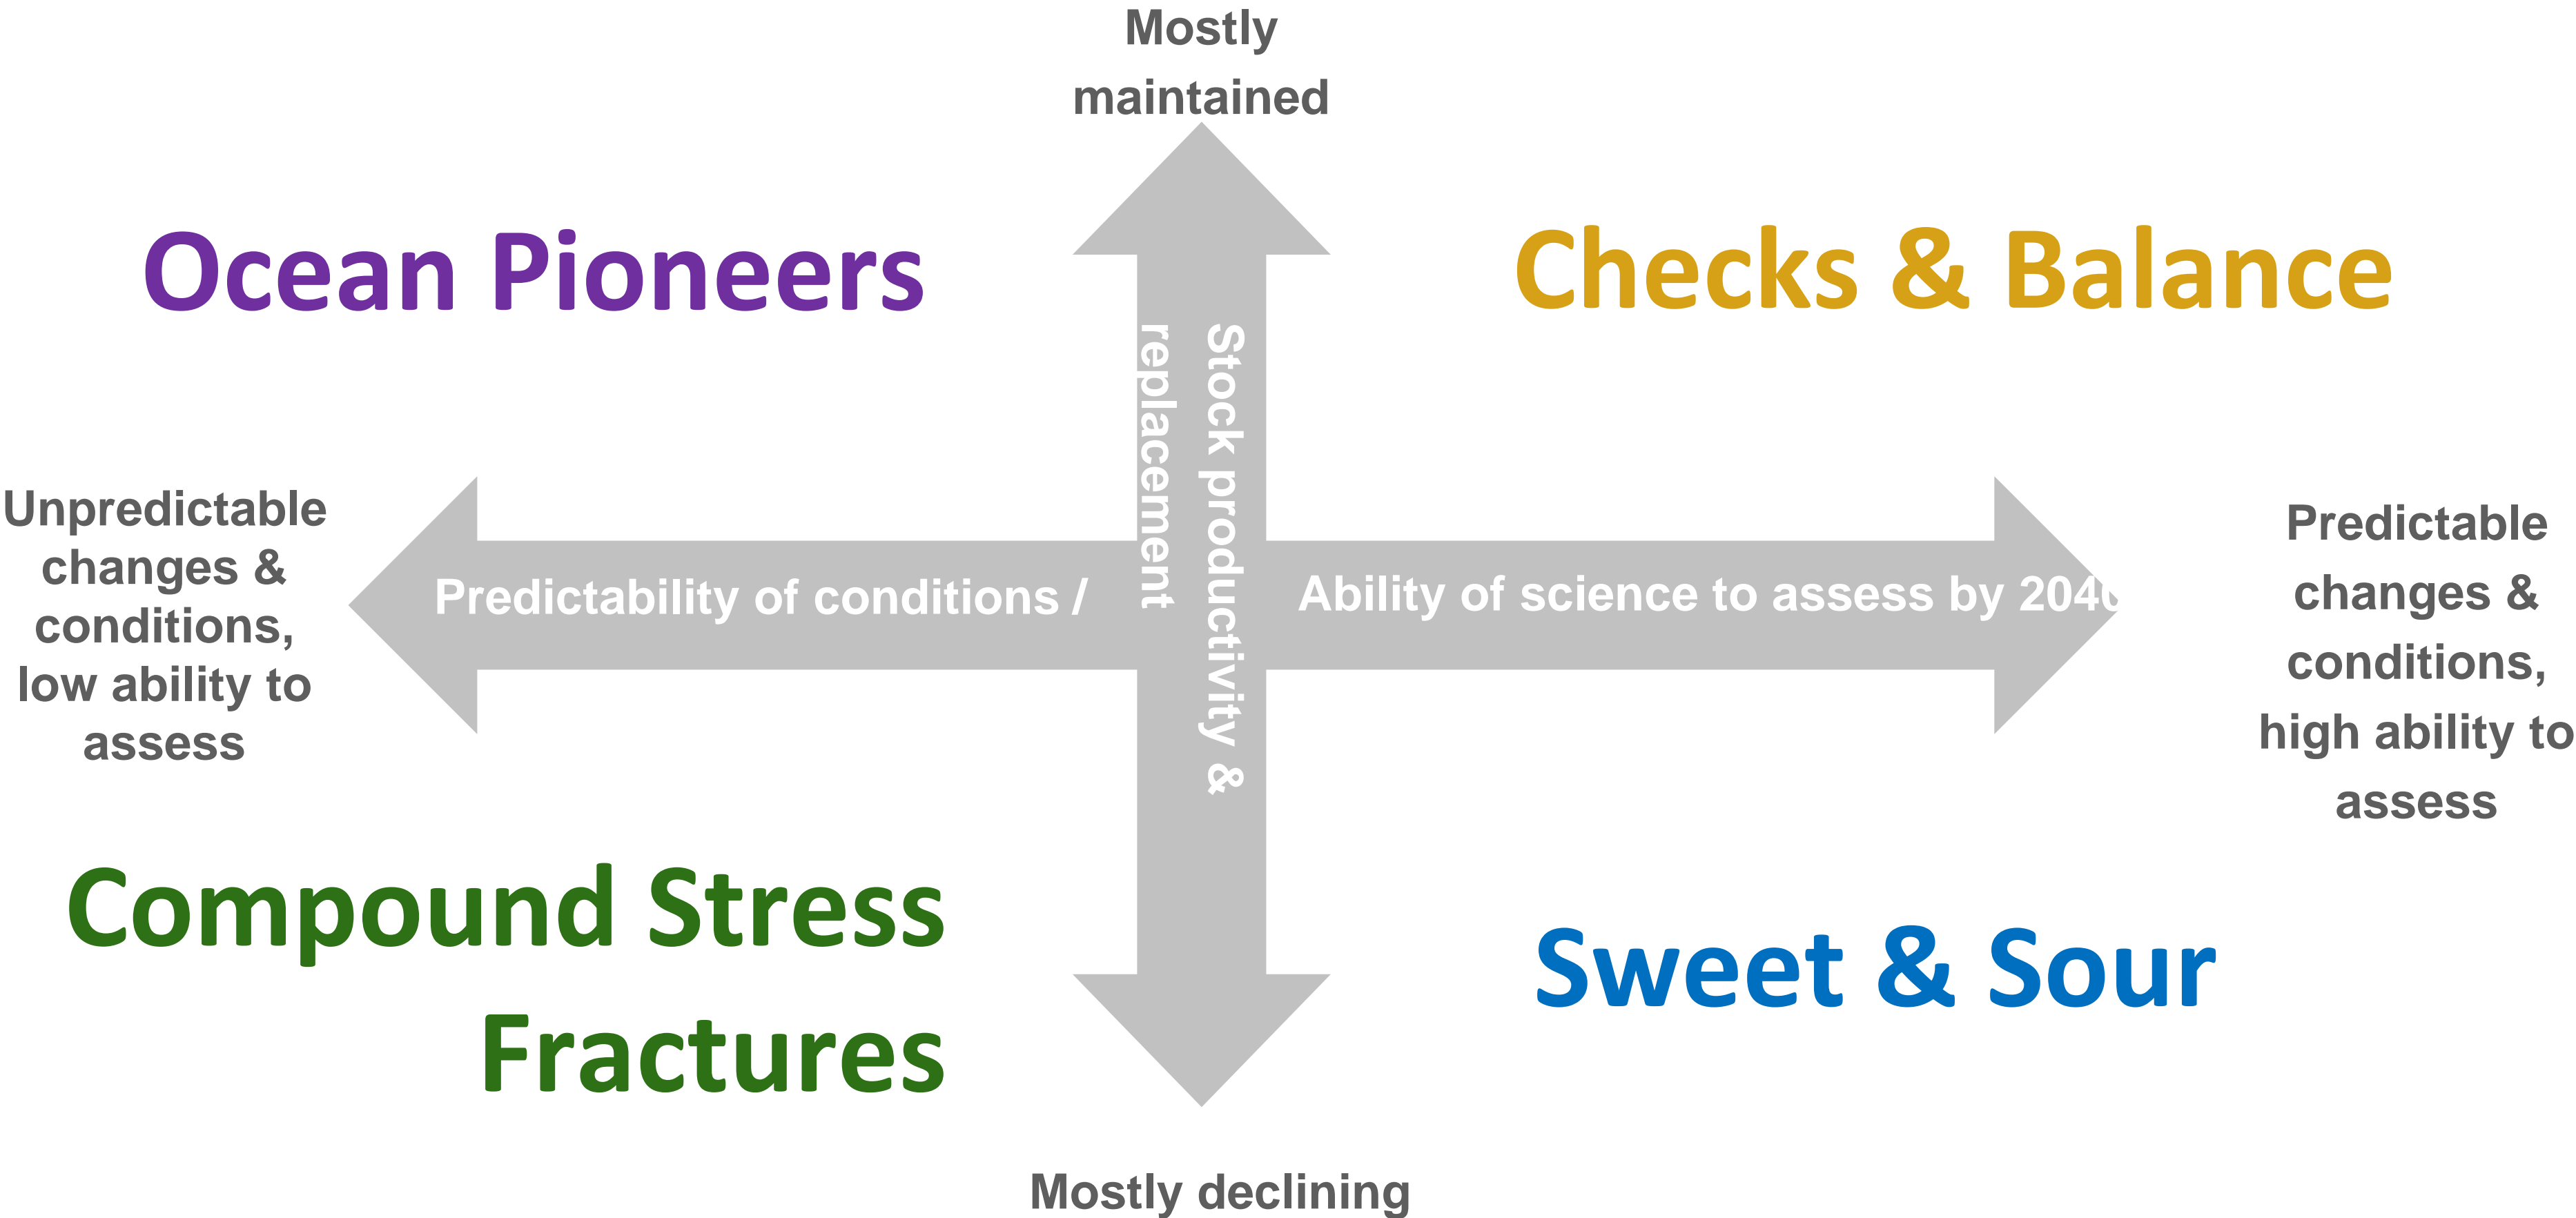 Mostly
maintained
Ocean Pioneers
Checks & Balance
Stock productivity &
replacement
Unpredictable
changes &
conditions,
low ability to
assess
Predictability of conditions /
Ability of science to assess by 2040
Predictable
changes &
conditions,
high ability to
assess
Compound Stress
Fractures
Sweet & Sour
Mostly declining